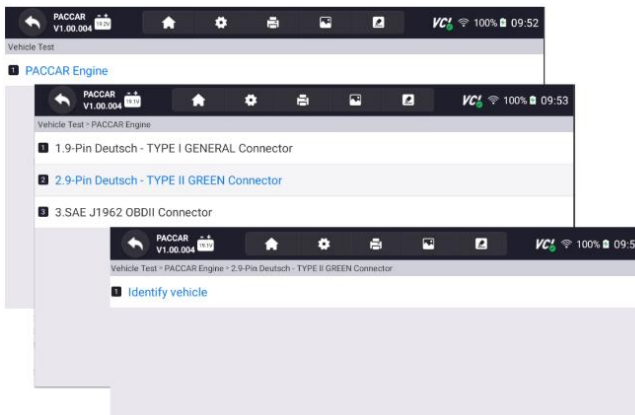 PACCAR
V1.00.004
VC! 100% 09:52
Vehicle Test
1 PACCAR Engine
PACCAR
V1.00.004
VC! 100% 09:53
Vehicle Test > PACCAR Engine
1 1.9-Pin Deutsch - TYPE I GENERAL Connector
2 2.9-Pin Deutsch - TYPE II GREEN Connector
3 3.SAE J1962 OBDII Connector
PACCAR
V1.00.004
VC! 100% 09:5
Vehicle Test > PACCAR Engine > 2.9-Pin Deutsch - TYPE II GREEN Connector
1 Identify vehicle